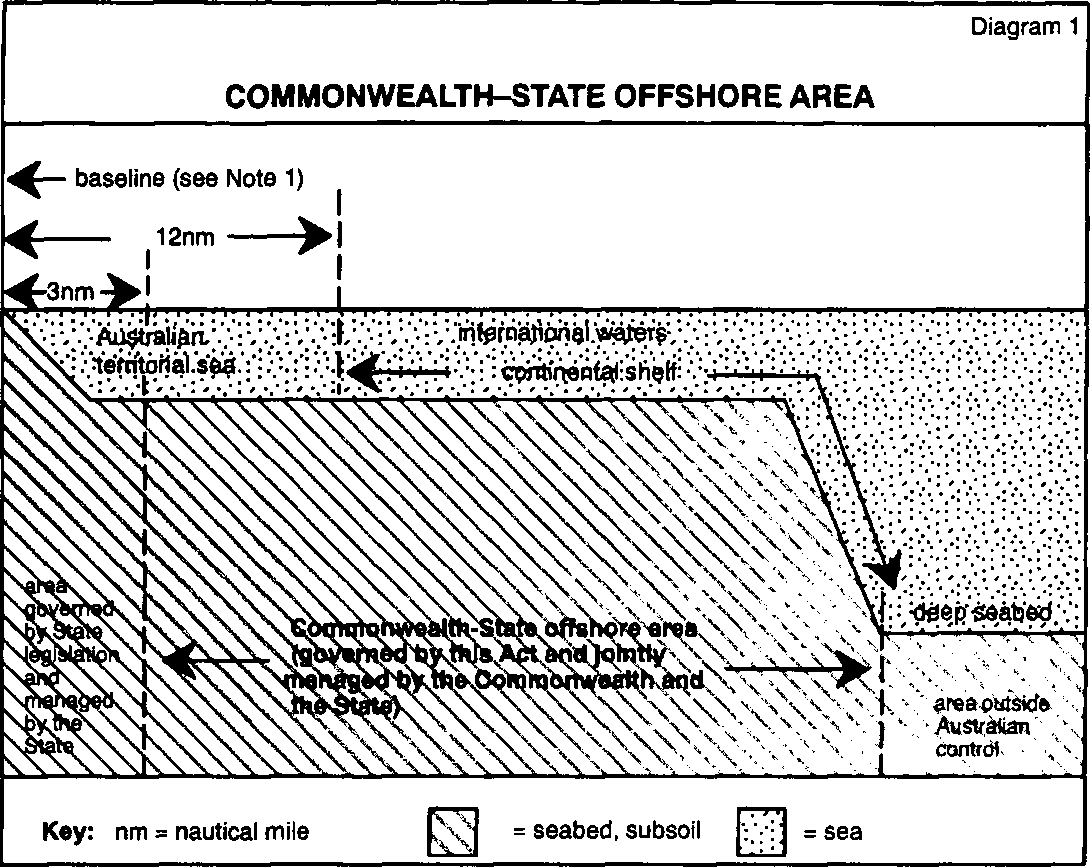 Diagram 1
COMMONWEALTH–STATE OFFSHORE AREA
baseline (see Note 1)
12nm
3nm
Australian
territorial sea
international waters
continental shelf
deep seabed
area
governed
by State
legislation
and
managed
by the
State
Commonwealth-State offshore area
(governed by this Act and jointly
managed by the Commonwealth and
the State)
area outside
Australian
control
Key: nm = nautical mile
= seabed, subsoil
= sea